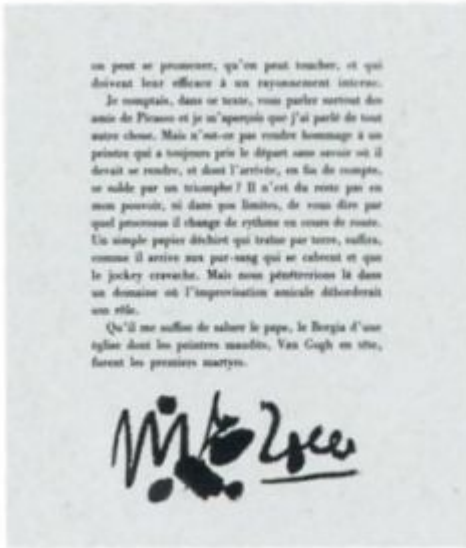 on peut se promener, qu'on peut toucher, et qui
doivent leur efficace à un rayonnement interne.
Je comptais, dans ce texte, vous parler surtout des
amis de Picasso et je m'aperçois que j'ai parlé de tout
autre chose. Mais n'est-ce pas rendre hommage à un
peintre qui a toujours pris le départ sans savoir où il
devait se rendre, et dont l'arrivée, en fin de compte,
se solde par un triomphe? Il n'est du reste pas en
mon pouvoir, ni dans mes limites, de vous dire par
quel processus il change de rythme en cours de route.
Un simple papier déchiré qui traîne par terre, suffira,
comme il arrive aux pur-sang qui se cabrent et que
le jockey cravache. Mais nous pénétrerions là dans
un domaine où l'improvisation amicale déborderait
son rôle.
Qu'il me suffise de saluer le pape, le Borgia d'une
église dont les peintres maudits, Van Gogh en tête,
furent les premiers martyrs.